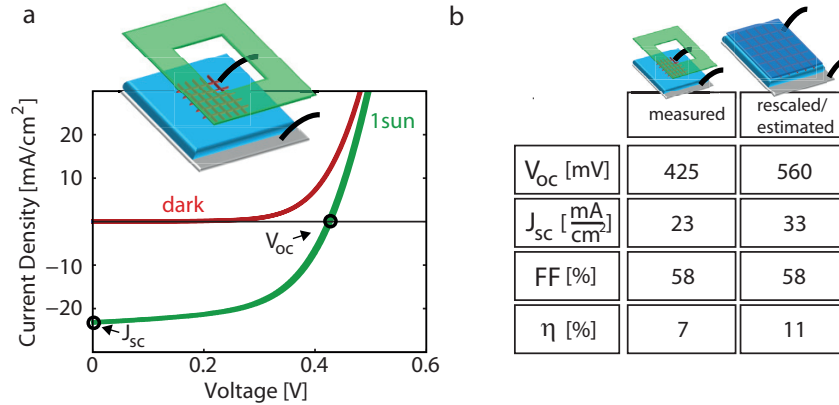 a
Current Density [mA/cm²]
20
10
0
−10
−20
0
0.2
0.4
0.6
Voltage [V]
1sun
dark
V_oc
J_sc
b
measured
rescaled/
estimated
V_oc [mV] 425 560
J_sc [mA/cm²] 23 33
FF [%] 58 58
η [%] 7 11